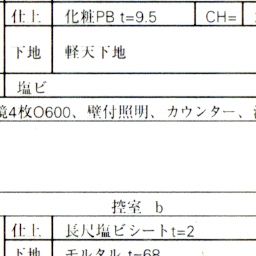 仕上 化粧PB t=9.5 CH=
下地 軽天下地
塩ビ
鏡4枚O600、壁付照明、カウンター、
控室 b
仕上 長尺塩ビシートt=2
下地 モルタル t=68